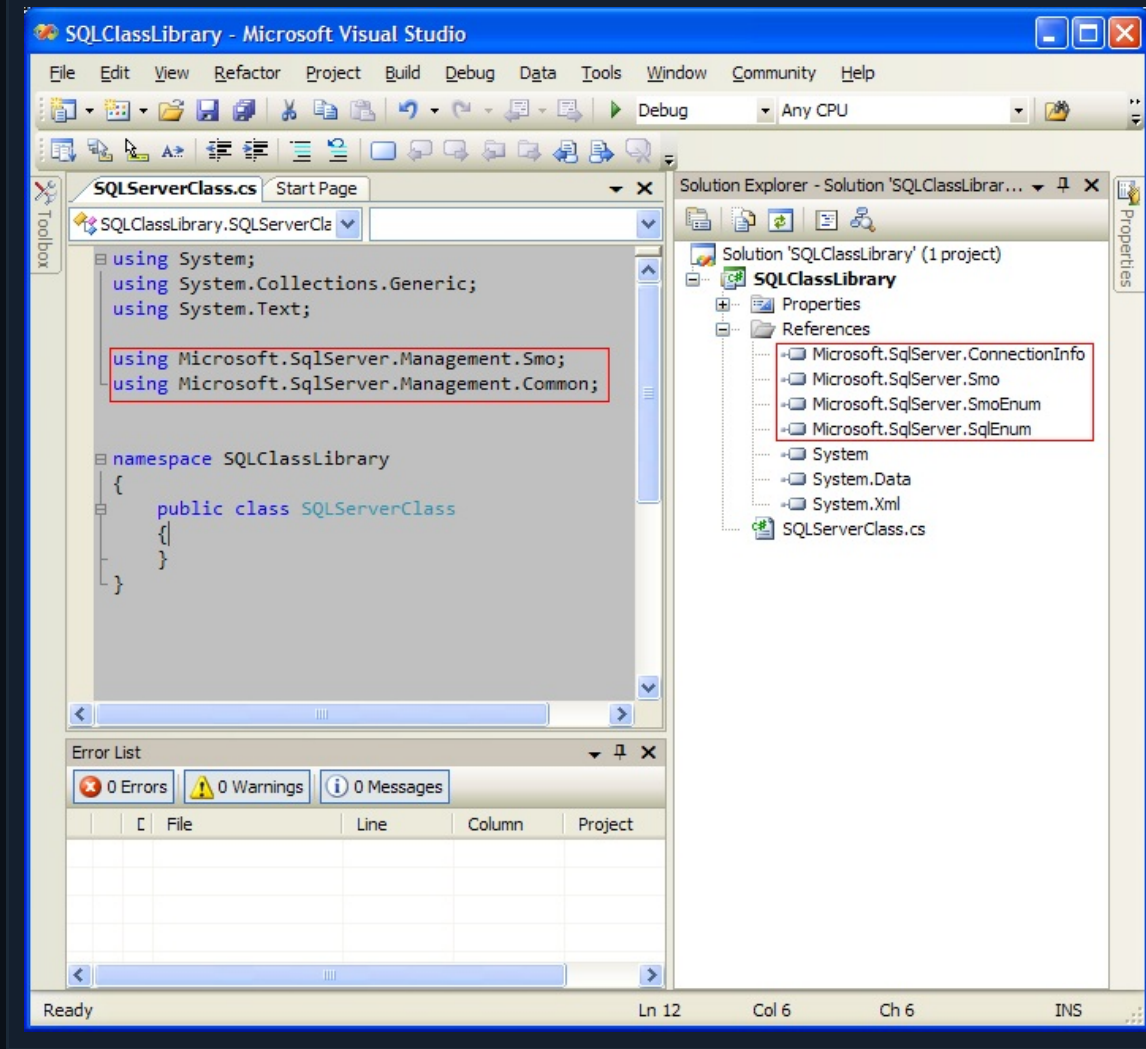 SQLClassLibrary - Microsoft Visual Studio
File Edit View Refactor Project Build Debug Data Tools Window Community Help
Debug Any CPU
Toolbox
SQLServerClass.cs Start Page
SQLClassLibrary.SQLServerCla
using System;
using System.Collections.Generic;
using System.Text;
using Microsoft.SqlServer.Management.Smo;
using Microsoft.SqlServer.Management.Common;
namespace SQLClassLibrary
{
public class SQLServerClass
{
}
}
Error List
0 Errors 0 Warnings 0 Messages
File Line Column Project
Solution Explorer - Solution 'SQLClassLibrar...
Solution 'SQLClassLibrary' (1 project)
SQLClassLibrary
Properties
References
Microsoft.SqlServer.ConnectionInfo
Microsoft.SqlServer.Smo
Microsoft.SqlServer.SmoEnum
Microsoft.SqlServer.SqlEnum
System
System.Data
System.Xml
SQLServerClass.cs
Properties
Ready Ln 12 Col 6 Ch 6 INS